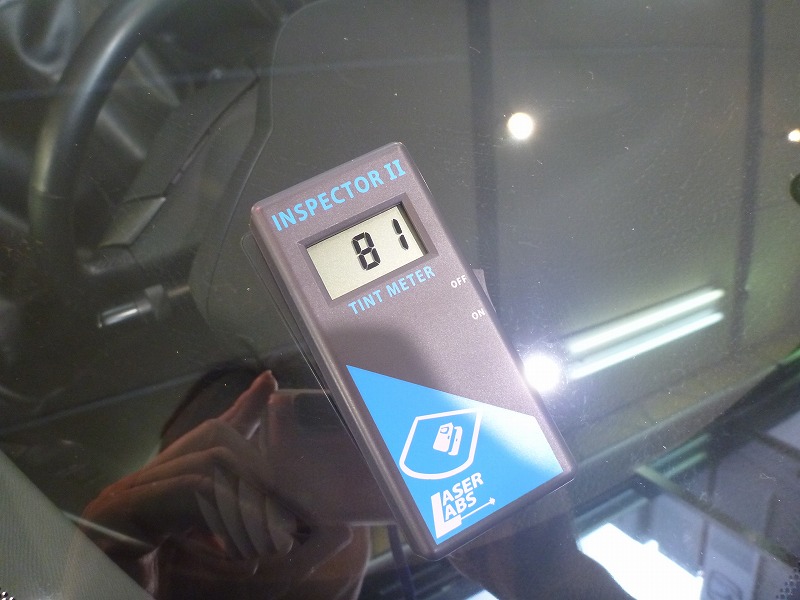 INSPECTOR II
81
TINT METER
OFF
ON
LASER
LABS